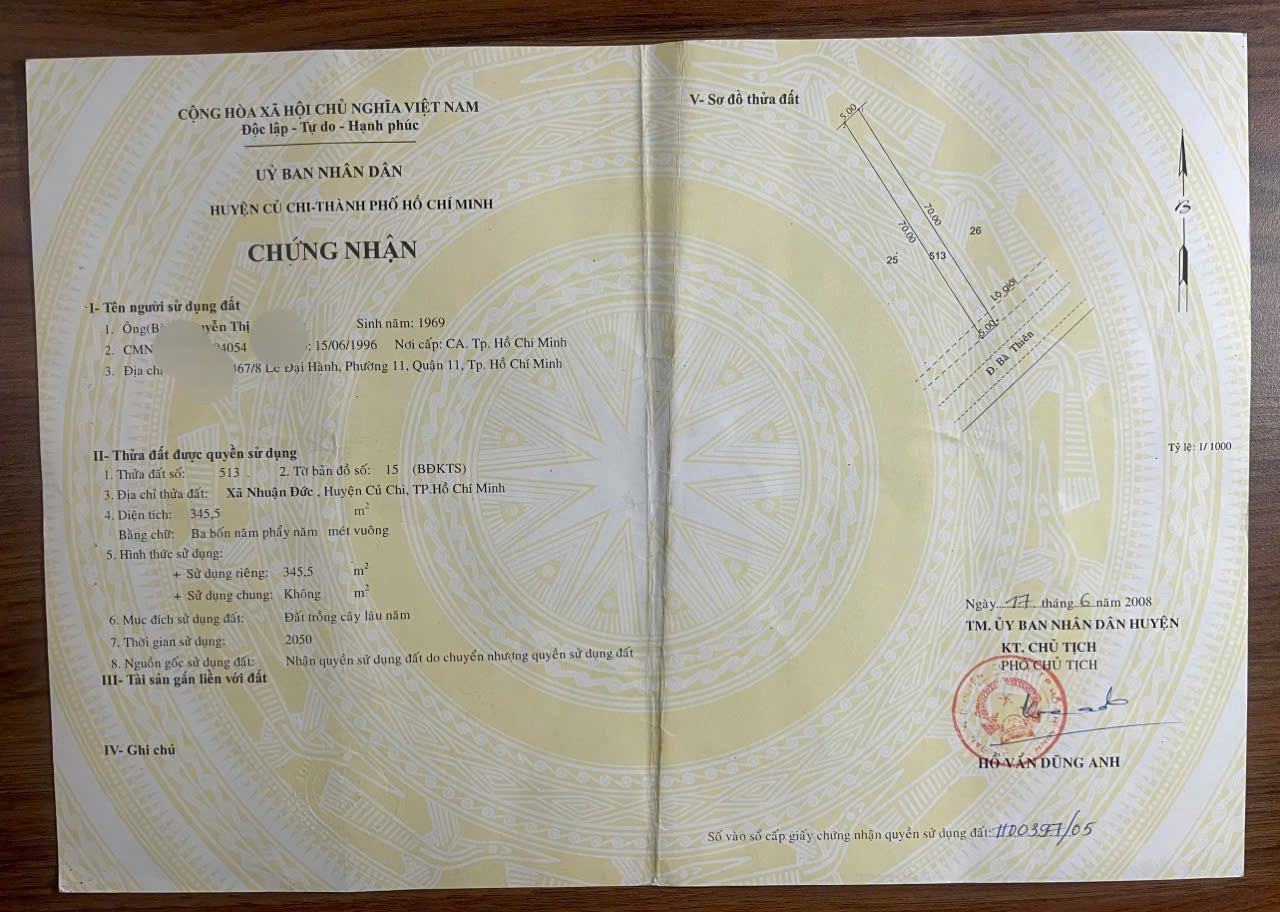 CỘNG HÒA XÃ HỘI CHỦ NGHĨA VIỆT NAM
Độc lập - Tự do - Hạnh phúc
UỶ BAN NHÂN DÂN
HUYỆN CỦ CHI-THÀNH PHỐ HỒ CHÍ MINH
CHỨNG NHẬN
I- Tên người sử dụng đất
1. Ông(B Thị Sinh năm: 1969
2. CMN 4054 : 15/06/1996 Nơi cấp: CA. Tp. Hồ Chí Minh
3. Địa chỉ 467/8 Lê Đại Hành, Phường 11, Quận 11, Tp. Hồ Chí Minh
II- Thửa đất được quyền sử dụng
1. Thửa đất số: 513 . 2. Tờ bản đồ số: 15 (BĐKTS)
3. Địa chỉ thửa đất: Xã Nhuận Đức , Huyện Củ Chi, TP.Hồ Chí Minh
4. Diện tích: 345,5 m2
Bằng chữ: Ba bốn năm phẩy năm mét vuông
5. Hình thức sử dụng:
+ Sử dụng riêng: 345,5 m2
+ Sử dụng chung: Không m2
6. Mục đích sử dụng đất: Đất trồng cây lâu năm
7. Thời gian sử dụng: 2050
8. Nguồn gốc sử dụng đất: Nhận quyền sử dụng đất do chuyển nhượng quyền sử dụng đất
III- Tài sản gắn liền với đất
IV- Ghi chú
V- Sơ đồ thửa đất
5.00
70.00
70.00
26
25
513
Lộ giới
5.00
Đ. Bà Thiên
B
Tỷ lệ: 1/ 1000
Ngày 17 tháng 6 năm 2008
TM. ỦY BAN NHÂN DÂN HUYỆN
KT. CHỦ TỊCH
PHÓ CHỦ TỊCH
HỒ VĂN DŨNG ANH
Số vào sổ cấp giấy chứng nhận quyền sử dụng đất: H00397/05